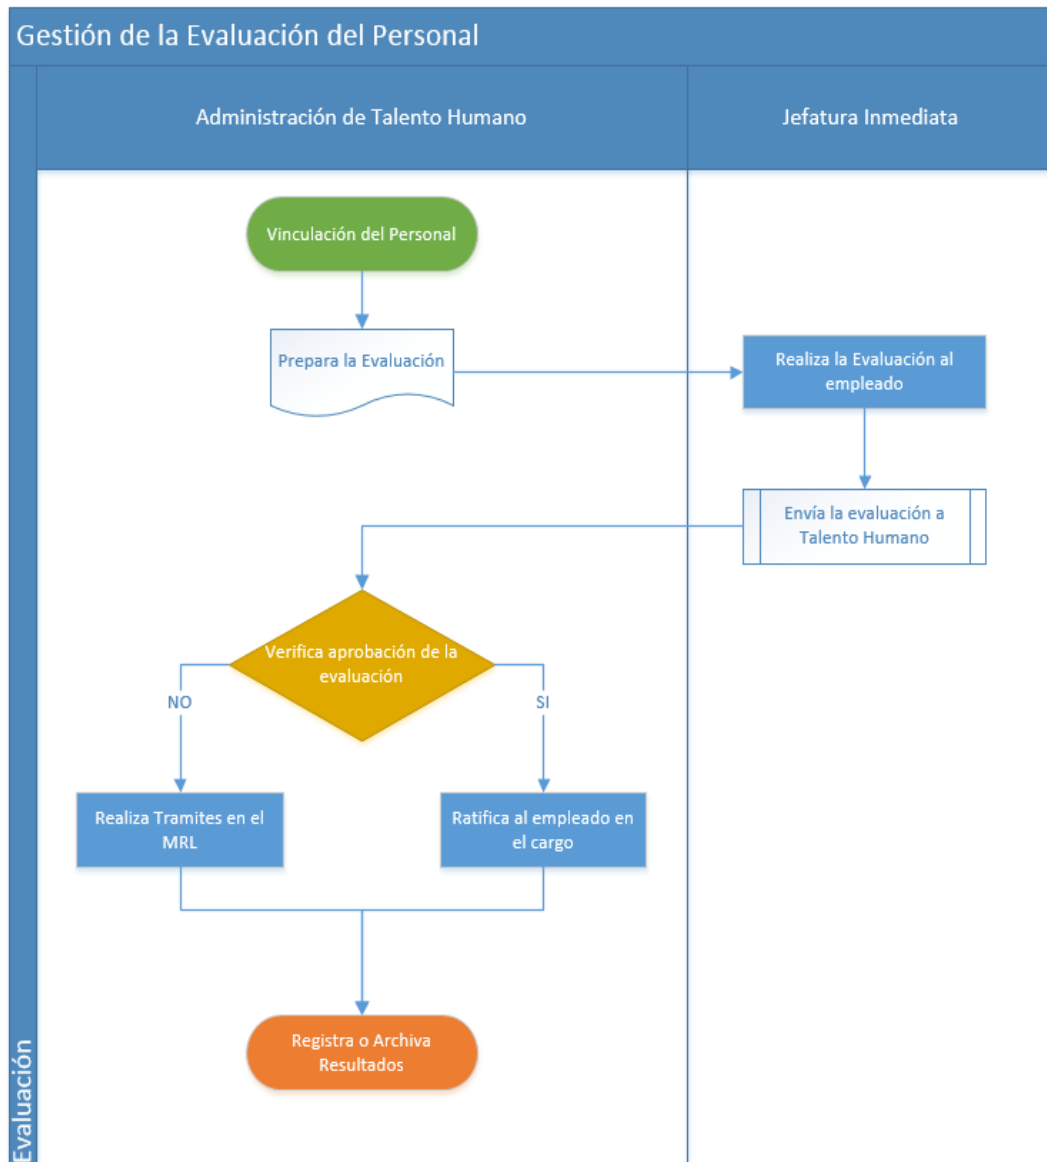 Gestión de la Evaluación del Personal
Administración de Talento Humano
Jefatura Inmediata
Vinculación del Personal
Prepara la Evaluación
Realiza la Evaluación al
empleado
Envía la evaluación a
Talento Humano
Verifica aprobación de la
evaluación
NO
SI
Realiza Tramites en el
MRL
Ratifica al empleado en
el cargo
Registra o Archiva
Resultados
Evaluación